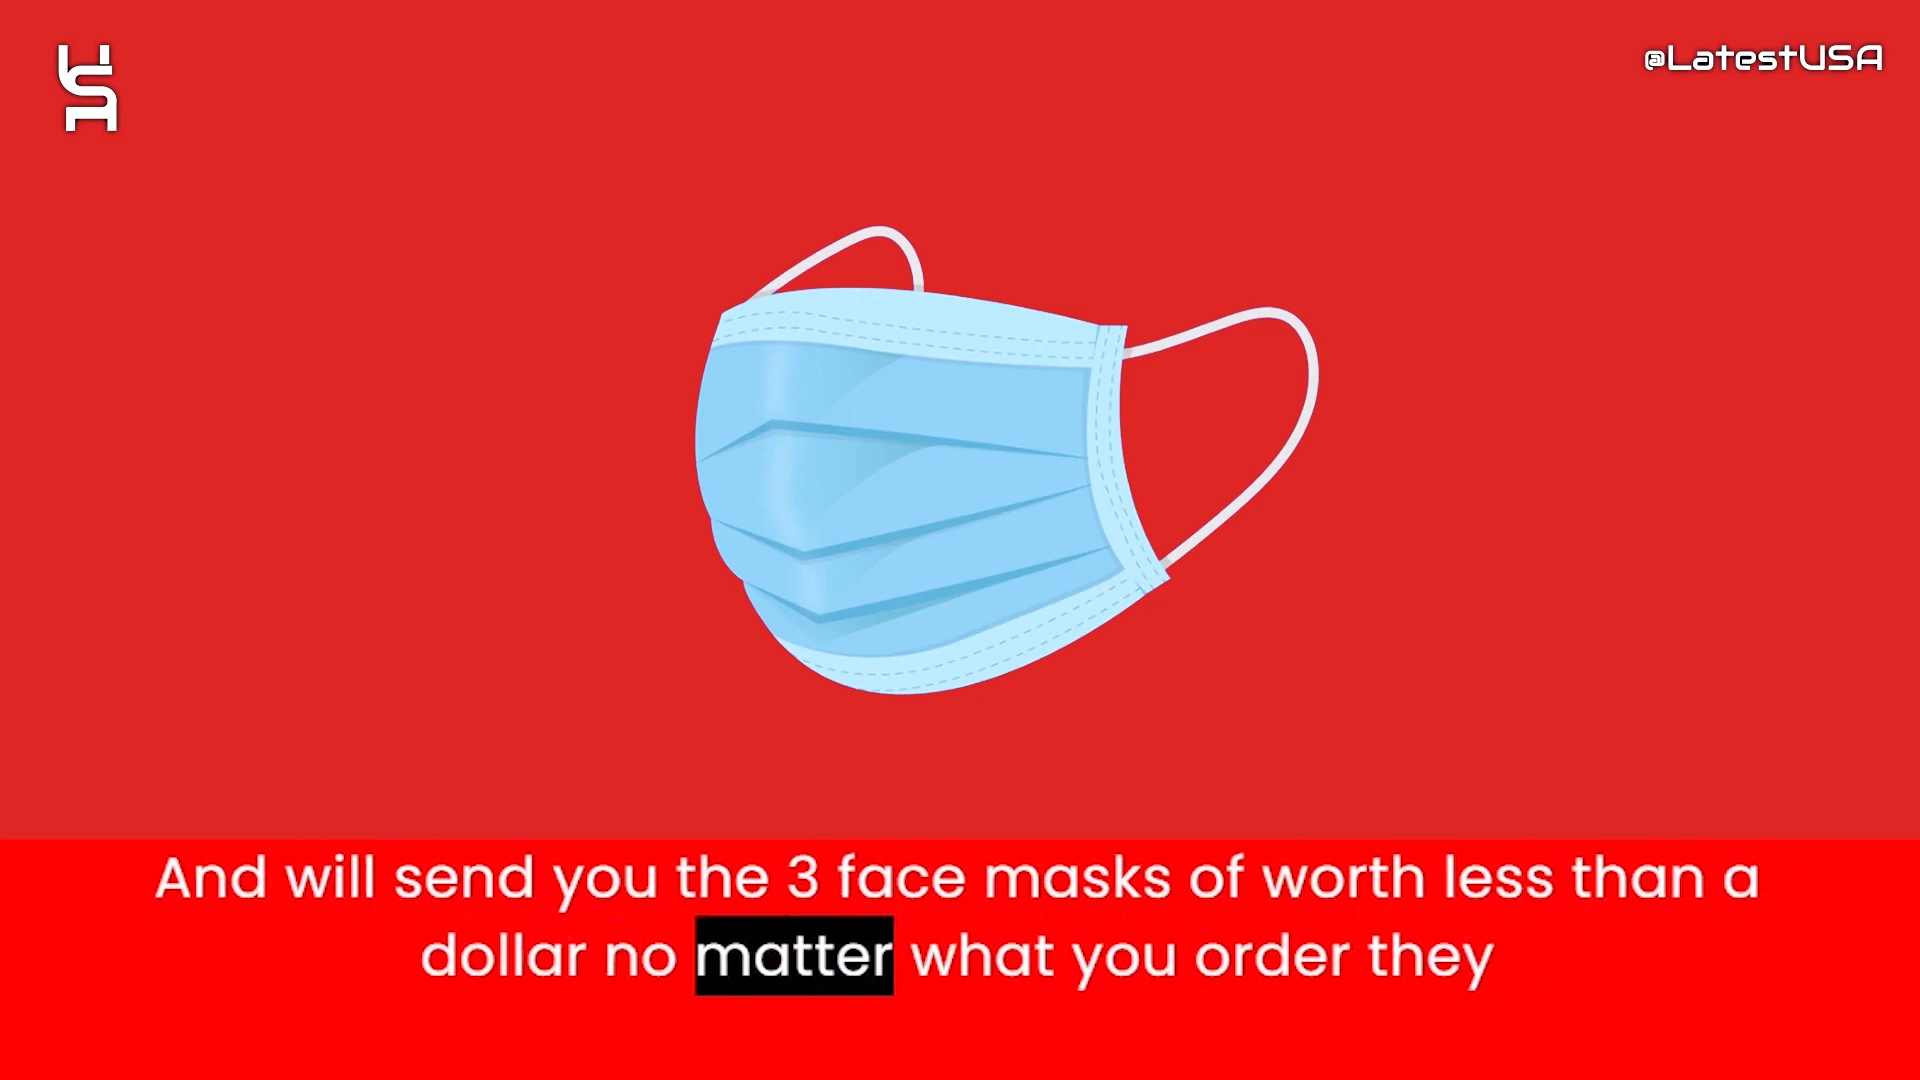 USA
@LatestUSA
And will send you the 3 face masks of worth less than a
dollar no matter what you order they